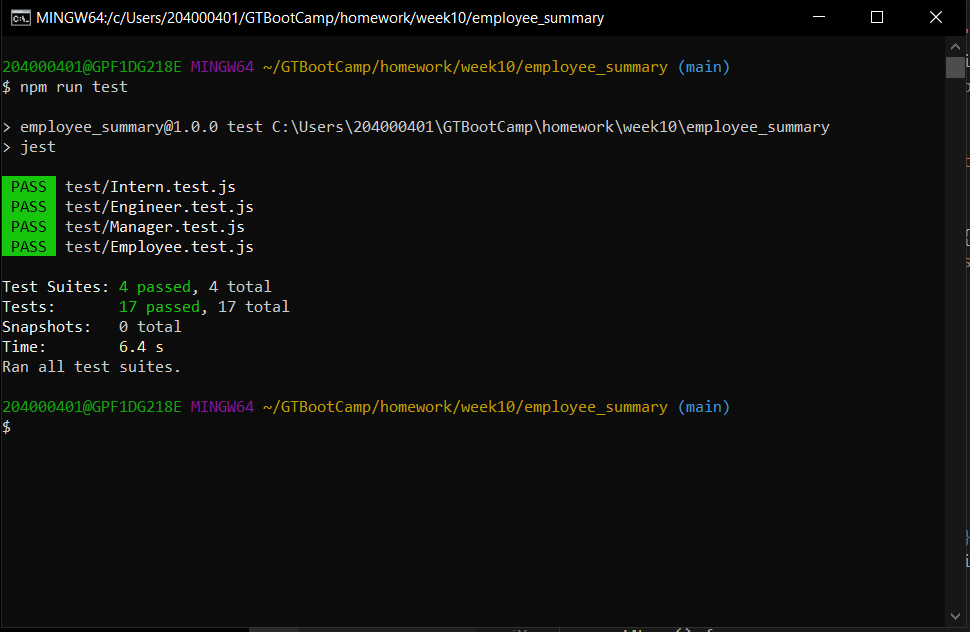 MINGW64:/c/Users/204000401/GTBootCamp/homework/week10/employee_summary
204000401@GPF1DG218E MINGW64 ~/GTBootCamp/homework/week10/employee_summary (main)
$ npm run test
> employee_summary@1.0.0 test C:\Users\204000401\GTBootCamp\homework\week10\employee_summary
> jest
PASS test/Intern.test.js
PASS test/Engineer.test.js
PASS test/Manager.test.js
PASS test/Employee.test.js
Test Suites: 4 passed, 4 total
Tests: 17 passed, 17 total
Snapshots: 0 total
Time: 6.4 s
Ran all test suites.
204000401@GPF1DG218E MINGW64 ~/GTBootCamp/homework/week10/employee_summary (main)
$